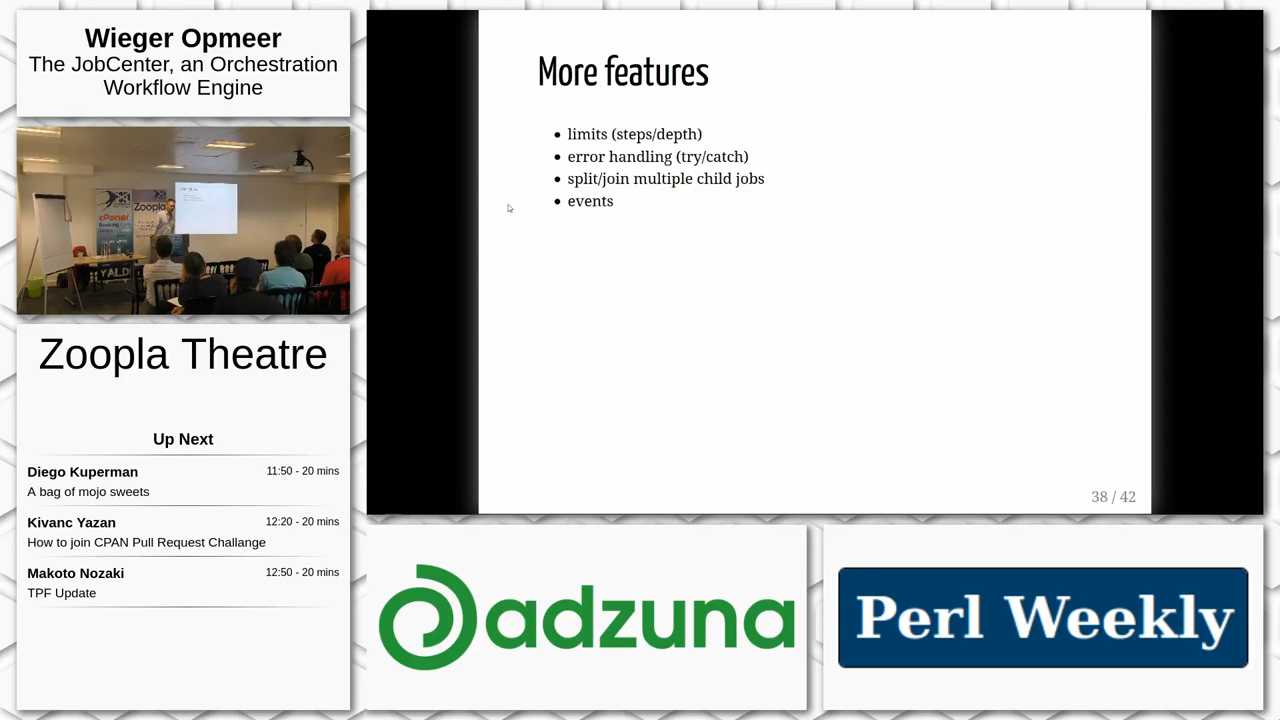 Wieger Opmeer
The JobCenter, an Orchestration
Workflow Engine
More features
limits (steps/depth)
error handling (try/catch)
split/join multiple child jobs
events
38 / 42
cPanel
Zoopla
YALD
Zoopla Theatre
Up Next
Diego Kuperman 11:50 - 20 mins
A bag of mojo sweets
Kivanc Yazan 12:20 - 20 mins
How to join CPAN Pull Request Challange
Makoto Nozaki 12:50 - 20 mins
TPF Update
adzuna
Perl Weekly